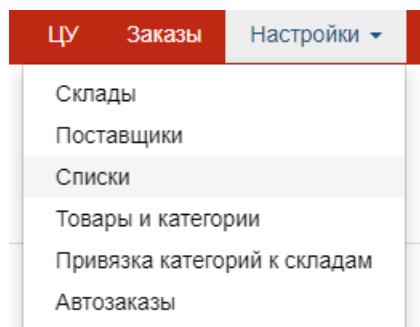 ЦУ Заказы Настройки
Склады
Поставщики
Списки
Товары и категории
Привязка категорий к складам
Автозаказы